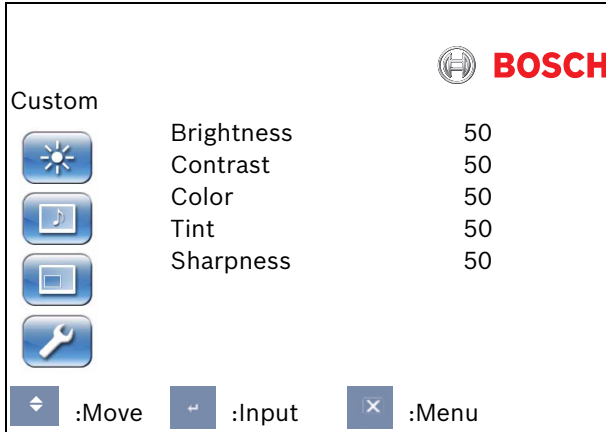 BOSCH
Custom
Brightness 50
Contrast 50
Color 50
Tint 50
Sharpness 50
:Move :Input :Menu